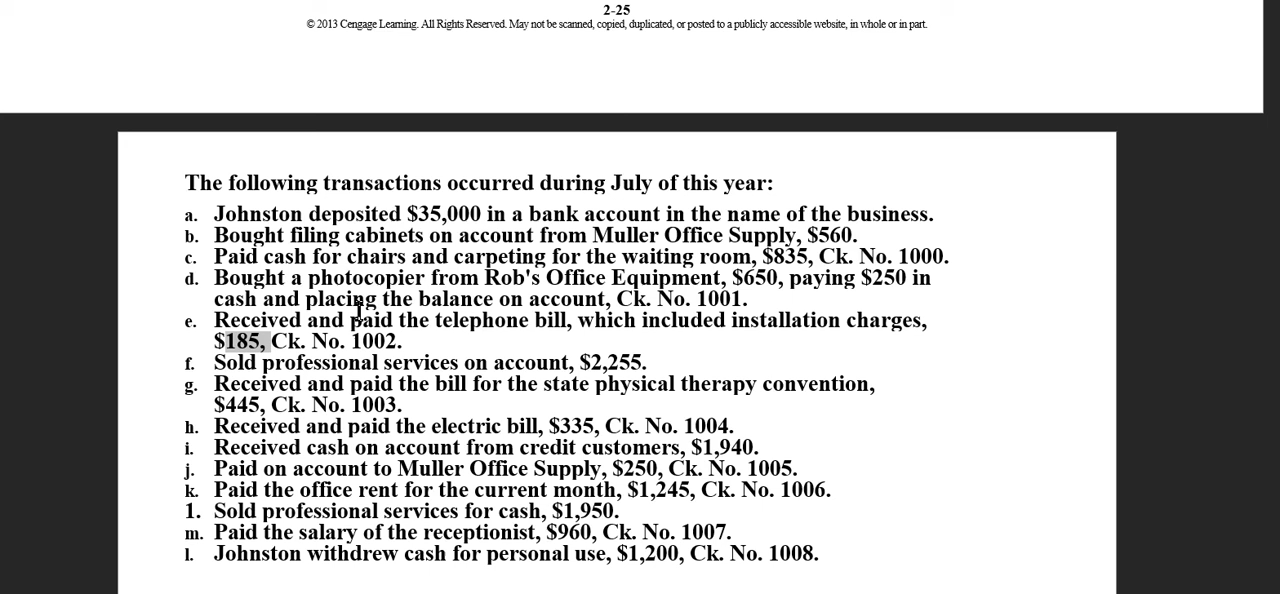 2-25
© 2013 Cengage Learning. All Rights Reserved. May not be scanned, copied, duplicated, or posted to a publicly accessible website, in whole or in part.
The following transactions occurred during July of this year:
a. Johnston deposited $35,000 in a bank account in the name of the business.
b. Bought filing cabinets on account from Muller Office Supply, $560.
c. Paid cash for chairs and carpeting for the waiting room, $835, Ck. No. 1000.
d. Bought a photocopier from Rob's Office Equipment, $650, paying $250 in
cash and placing the balance on account, Ck. No. 1001.
e. Received and paid the telephone bill, which included installation charges,
$185, Ck. No. 1002.
f. Sold professional services on account, $2,255.
g. Received and paid the bill for the state physical therapy convention,
$445, Ck. No. 1003.
h. Received and paid the electric bill, $335, Ck. No. 1004.
i. Received cash on account from credit customers, $1,940.
j. Paid on account to Muller Office Supply, $250, Ck. No. 1005.
k. Paid the office rent for the current month, $1,245, Ck. No. 1006.
1. Sold professional services for cash, $1,950.
m. Paid the salary of the receptionist, $960, Ck. No. 1007.
l. Johnston withdrew cash for personal use, $1,200, Ck. No. 1008.